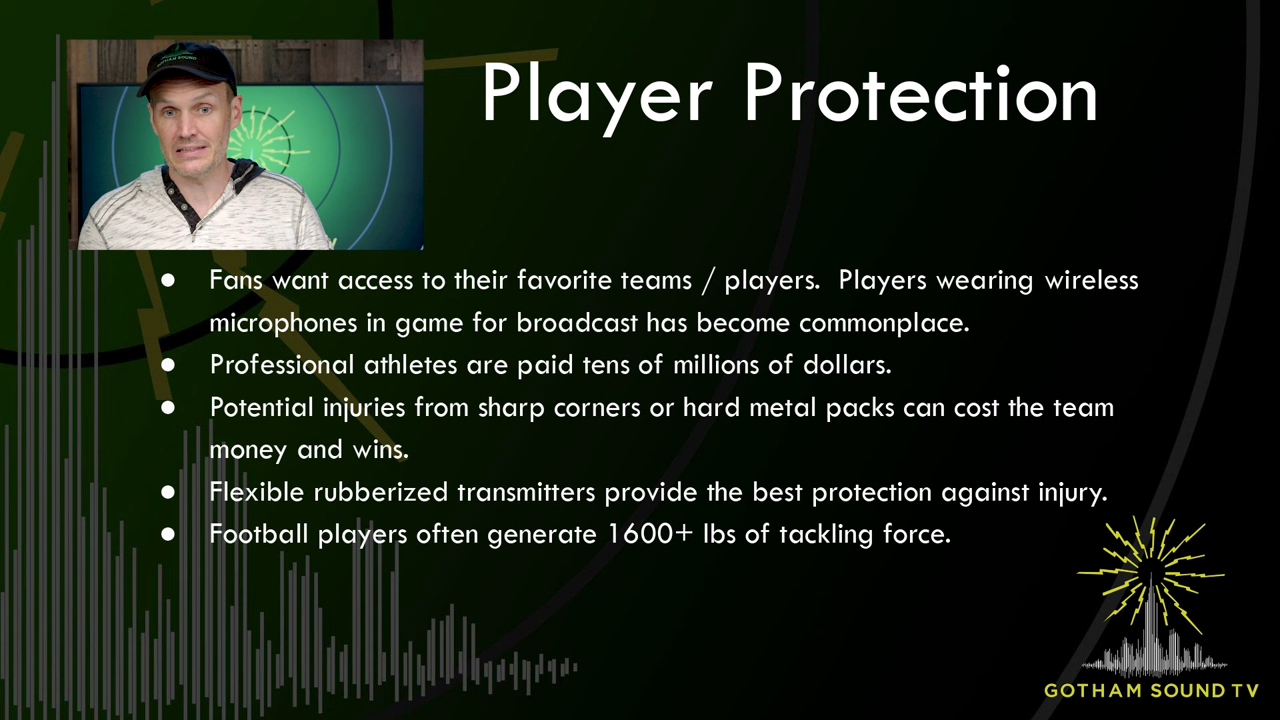 GOTHAM SOUND
Player Protection
● Fans want access to their favorite teams / players.  Players wearing wireless
microphones in game for broadcast has become commonplace.
● Professional athletes are paid tens of millions of dollars.
● Potential injuries from sharp corners or hard metal packs can cost the team
money and wins.
● Flexible rubberized transmitters provide the best protection against injury.
● Football players often generate 1600+ lbs of tackling force.
GOTHAM SOUND TV